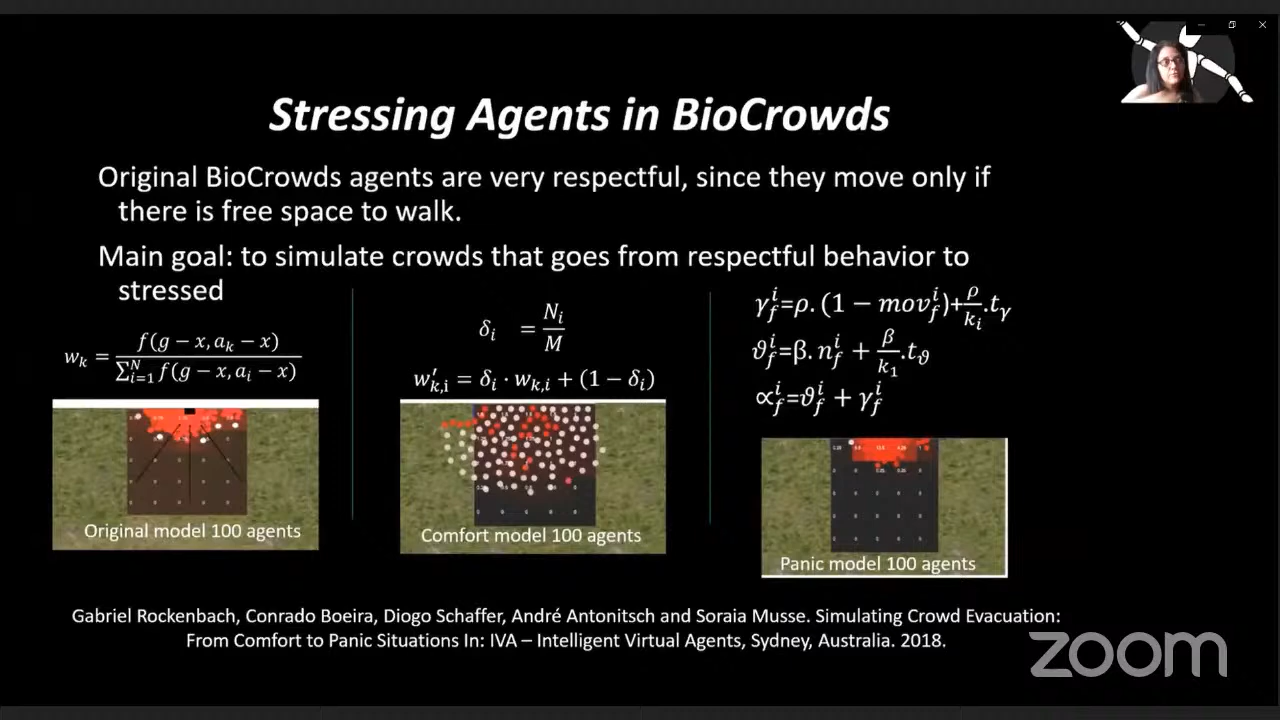 Stressing Agents in BioCrowds
Original BioCrowds agents are very respectful, since they move only if
there is free space to walk.
Main goal: to simulate crowds that goes from respectful behavior to
stressed
w_k = f(g − x, a_k − x) / ∑_{i=1}^{N} f(g − x, a_i − x)
Original model 100 agents
δ_i = N_i / M
w'_{k,i} = δ_i · w_{k,i} + (1 − δ_i)
Comfort model 100 agents
γ_f^i=ρ. (1 − mov_f^i)+ρ/k_i.t_γ
ϑ_f^i=β. n_f^i + β/k_1.t_ϑ
∝_f^i=ϑ_f^i + γ_f^i
Panic model 100 agents
Gabriel Rockenbach, Conrado Boeira, Diogo Schaffer, André Antonitsch and Soraia Musse. Simulating Crowd Evacuation:
From Comfort to Panic Situations In: IVA – Intelligent Virtual Agents, Sydney, Australia. 2018.
zoom